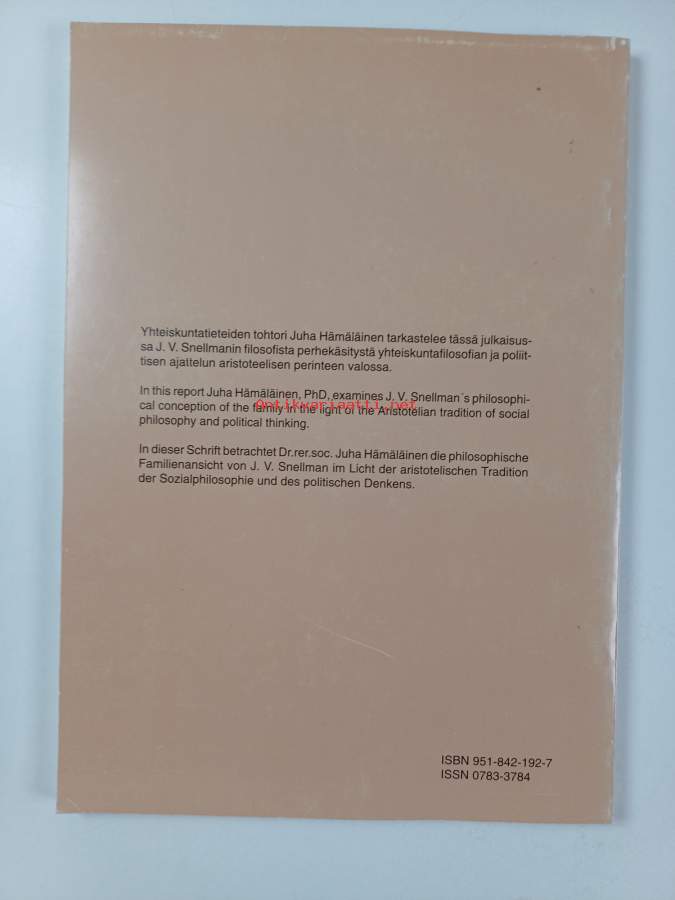 Yhteiskuntatieteiden tohtori Juha Hämäläinen tarkastelee tässä julkaisus-
sa J. V. Snellmanin filosofista perhekäsitystä yhteiskuntafilosofian ja poliit-
tisen ajattelun aristoteelisen perinteen valossa.
In this report Juha Hämäläinen, PhD, examines J. V. Snellman´s philosophi-
cal conception of the family in the light of the Aristotelian tradition of social
philosophy and political thinking.
Antikvariaatti.net
In dieser Schrift betrachtet Dr.rer.soc. Juha Hämäläinen die philosophische
Familienansicht von J. V. Snellman im Licht der aristotelischen Tradition
der Sozialphilosophie und des politischen Denkens.
ISBN 951-842-192-7
ISSN 0783-3784